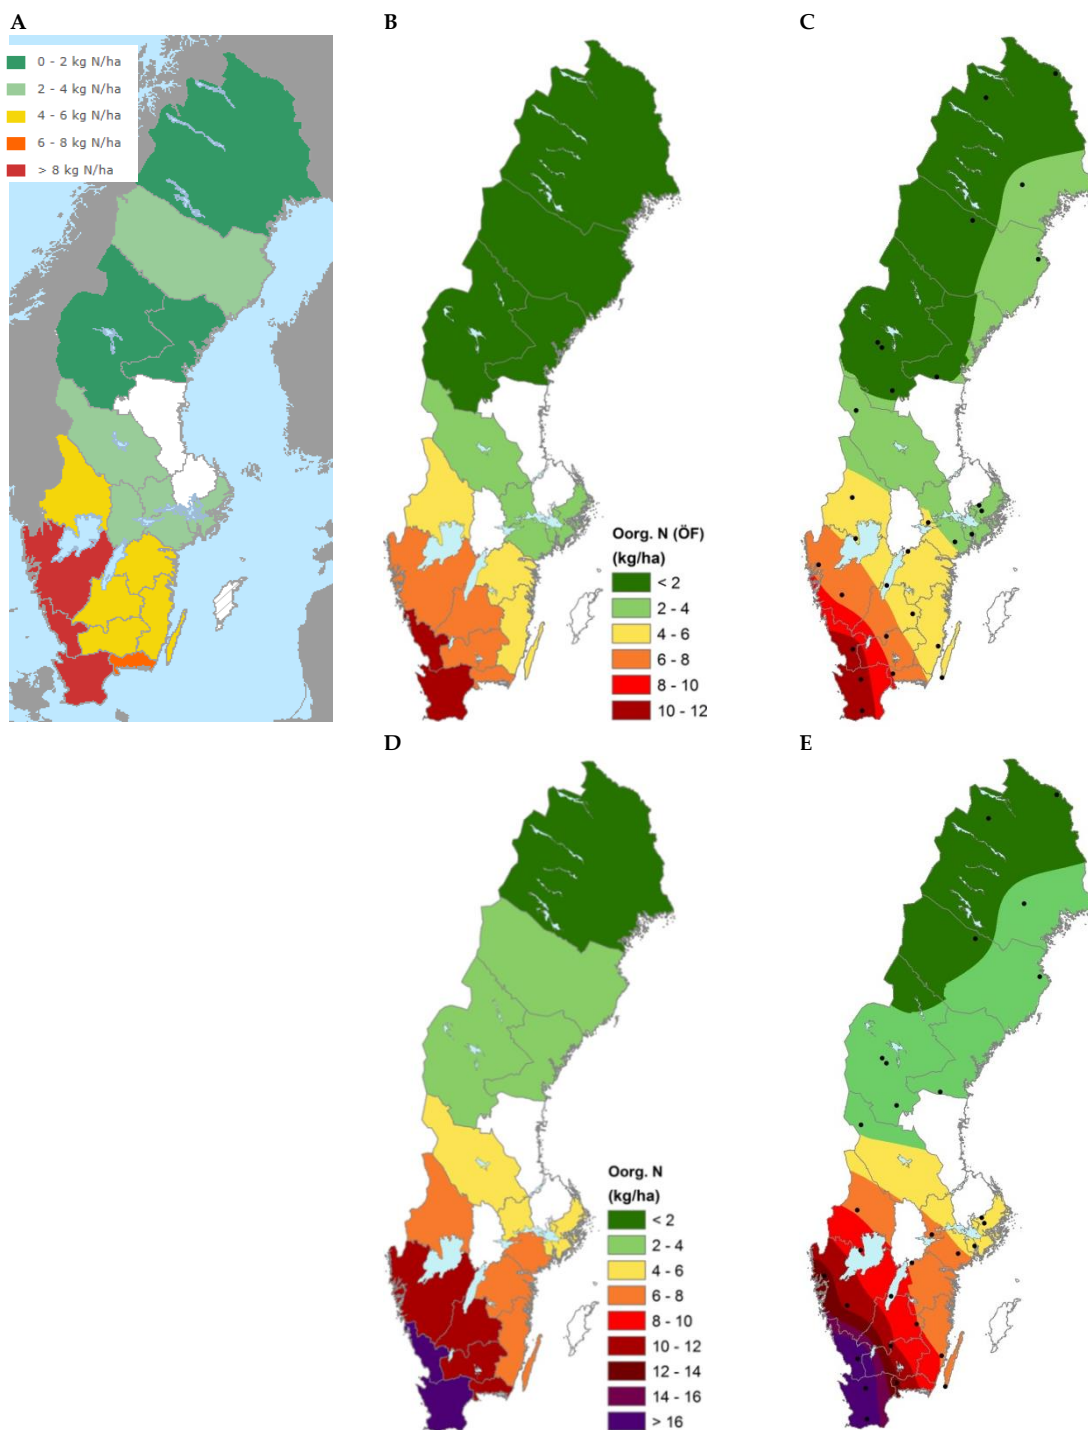 A
B
C
0 - 2 kg N/ha
2 - 4 kg N/ha
4 - 6 kg N/ha
6 - 8 kg N/ha
> 8 kg N/ha
Oorg. N (ÖF)
(kg/ha)
< 2
2 - 4
4 - 6
6 - 8
8 - 10
10 - 12
D
E
Oorg. N
(kg/ha)
< 2
2 - 4
4 - 6
6 - 8
8 - 10
10 - 12
12 - 14
14 - 16
> 16